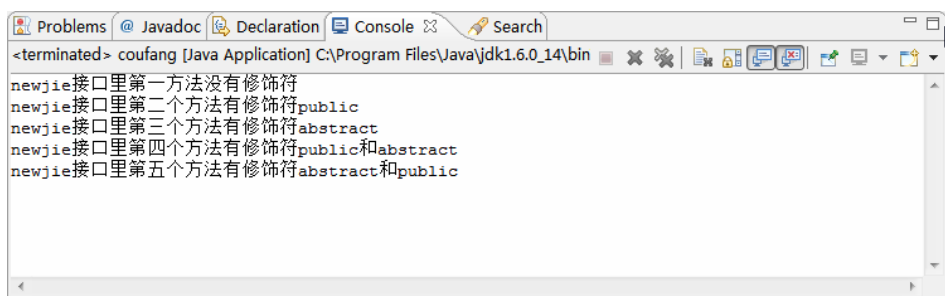 Problems @ Javadoc Declaration Console Search
<terminated> coufang [Java Application] C:\Program Files\Java\jdk1.6.0_14\bin
newjie接口里第一方法没有修饰符
newjie接口里第二个方法有修饰符public
newjie接口里第三个方法有修饰符abstract
newjie接口里第四个方法有修饰符public和abstract
newjie接口里第五个方法有修饰符abstract和public